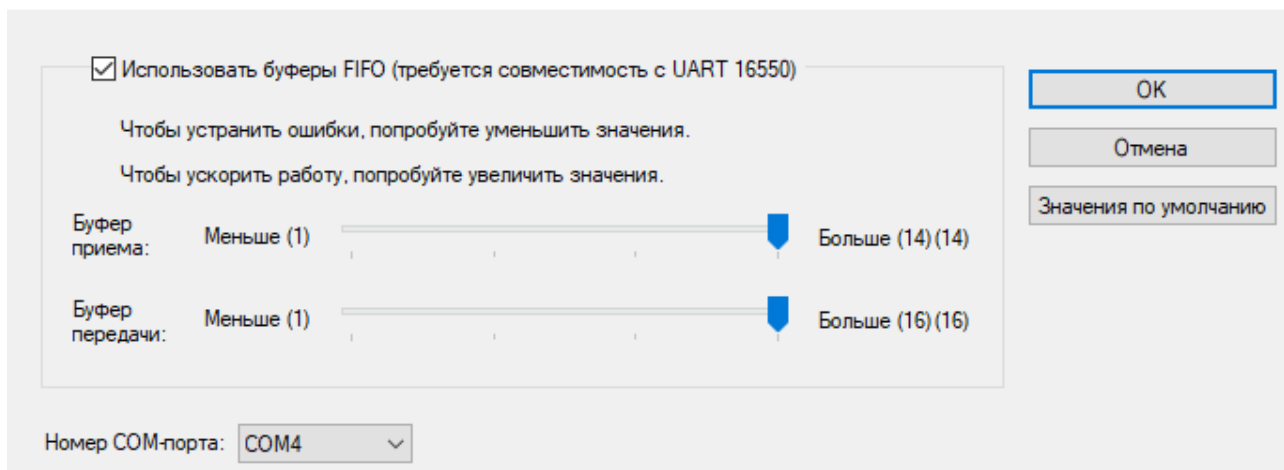 Использовать буферы FIFO (требуется совместимость с UART 16550)
Чтобы устранить ошибки, попробуйте уменьшить значения.
Чтобы ускорить работу, попробуйте увеличить значения.
Буфер
приема:
Меньше (1)
Больше (14) (14)
Буфер
передачи:
Меньше (1)
Больше (16) (16)
Номер COM-порта:
COM4
OK
Отмена
Значения по умолчанию